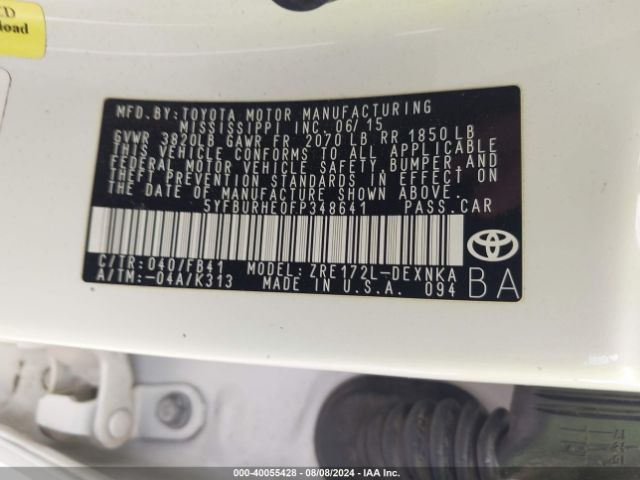 ED
load
MFD.BY: TOYOTA MOTOR MANUFACTURING
MISSISSIPPI INC. 06/15
GVWR 3820LB GAWR FR 2070 LB RR 1850 LB
THIS VEHICLE CONFORMS TO ALL APPLICABLE
FEDERAL MOTOR VEHICLE SAFETY, BUMPER, AND
THEFT PREVENTION STANDARDS IN EFFECT ON
THE DATE OF MANUFACTURE SHOWN ABOVE.
5YFBURHE0FP348641 PASS.CAR
C/TR: 040/FB41 MODEL: ZRE172L-DEXNKA
A/TM: -04A/K313 MADE IN U.S.A. 094
BA
000-40055428 - 08/08/2024 - IAA Inc.